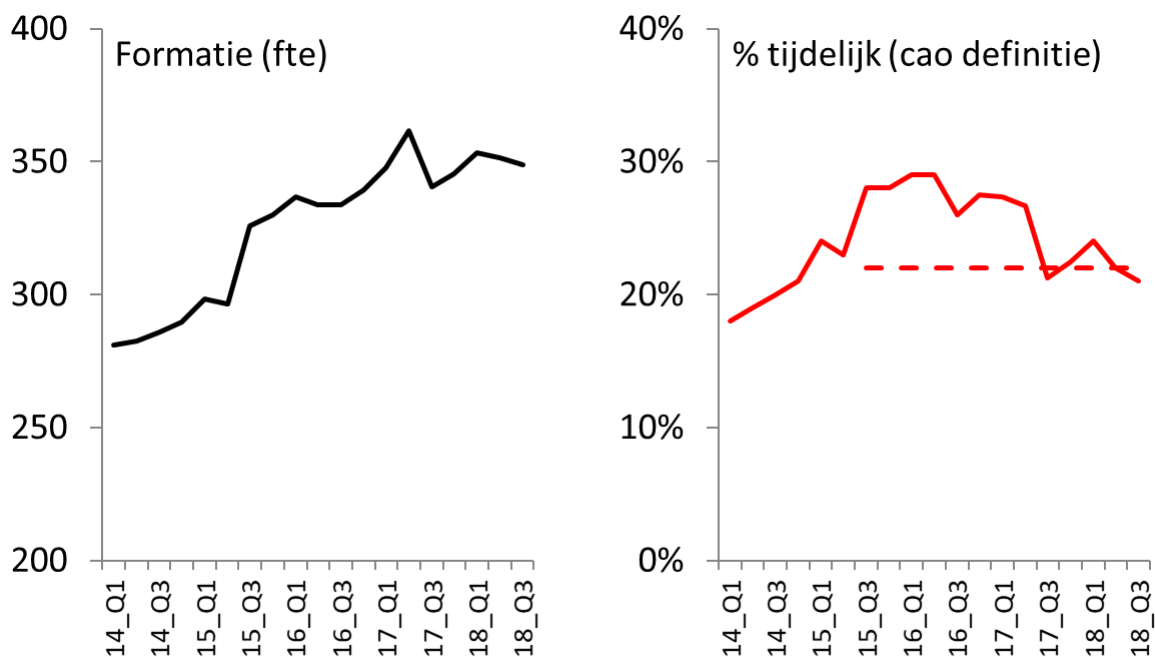 Formatie (fte)
400
350
300
250
200
14_Q1
14_Q3
15_Q1
15_Q3
16_Q1
16_Q3
17_Q1
17_Q3
18_Q1
18_Q3
% tijdelijk (cao definitie)
40%
30%
20%
10%
0%
14_Q1
14_Q3
15_Q1
15_Q3
16_Q1
16_Q3
17_Q1
17_Q3
18_Q1
18_Q3